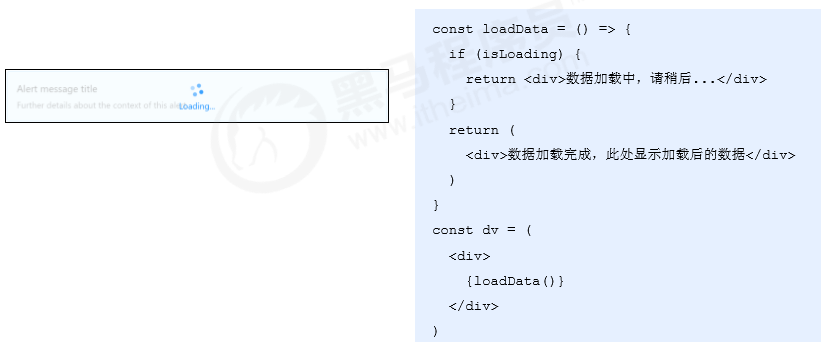 Alert message title
Further details about the context of this alert
Loading...
黑马程序员
www.itheima.com
const loadData = () => {
if (isLoading) {
return <div>数据加载中，请稍后...</div>
}
return (
<div>数据加载完成，此处显示加载后的数据</div>
)
}
const dv = (
<div>
{loadData()}
</div>
)